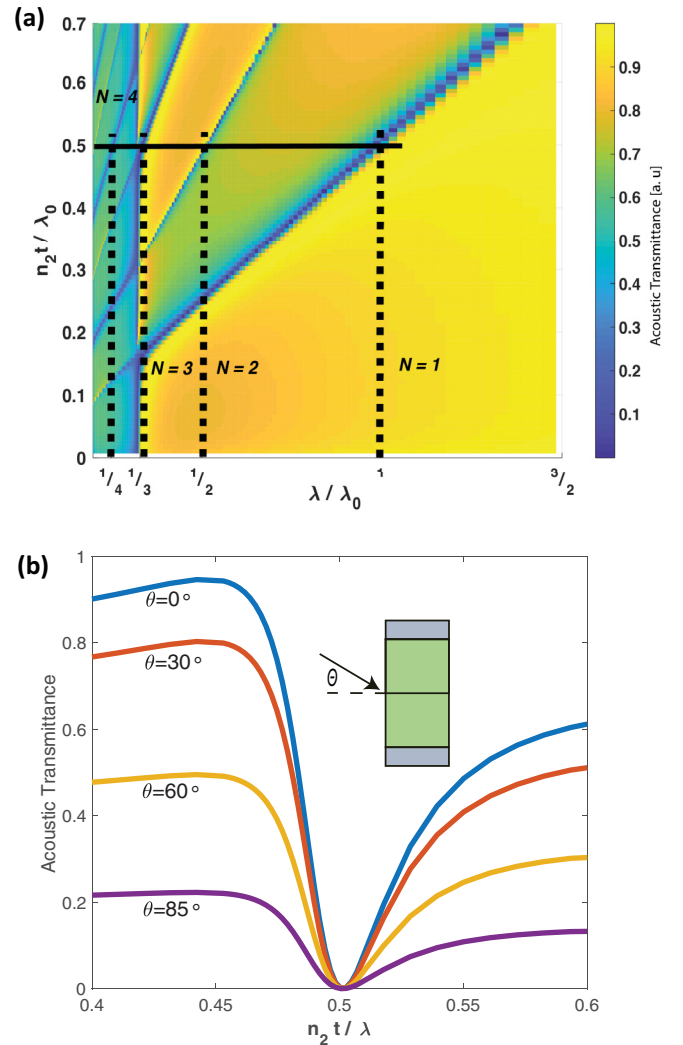 (a)
0.7
0.6
0.5
0.4
0.3
0.2
0.1
0
n₂t / λ₀
N = 4
N = 3
N = 2
N = 1
¹/₄
¹/₃
¹/₂
¹
³/₂
λ / λ₀
0.9
0.8
0.7
0.6
0.5
0.4
0.3
0.2
0.1
Acoustic Transmittance [a. u]
(b)
1
0.8
0.6
0.4
0.2
0
Acoustic Transmittance
θ=0°
θ=30°
θ=60°
θ=85°
Θ
0.4
0.45
0.5
0.55
0.6
n₂ t / λ